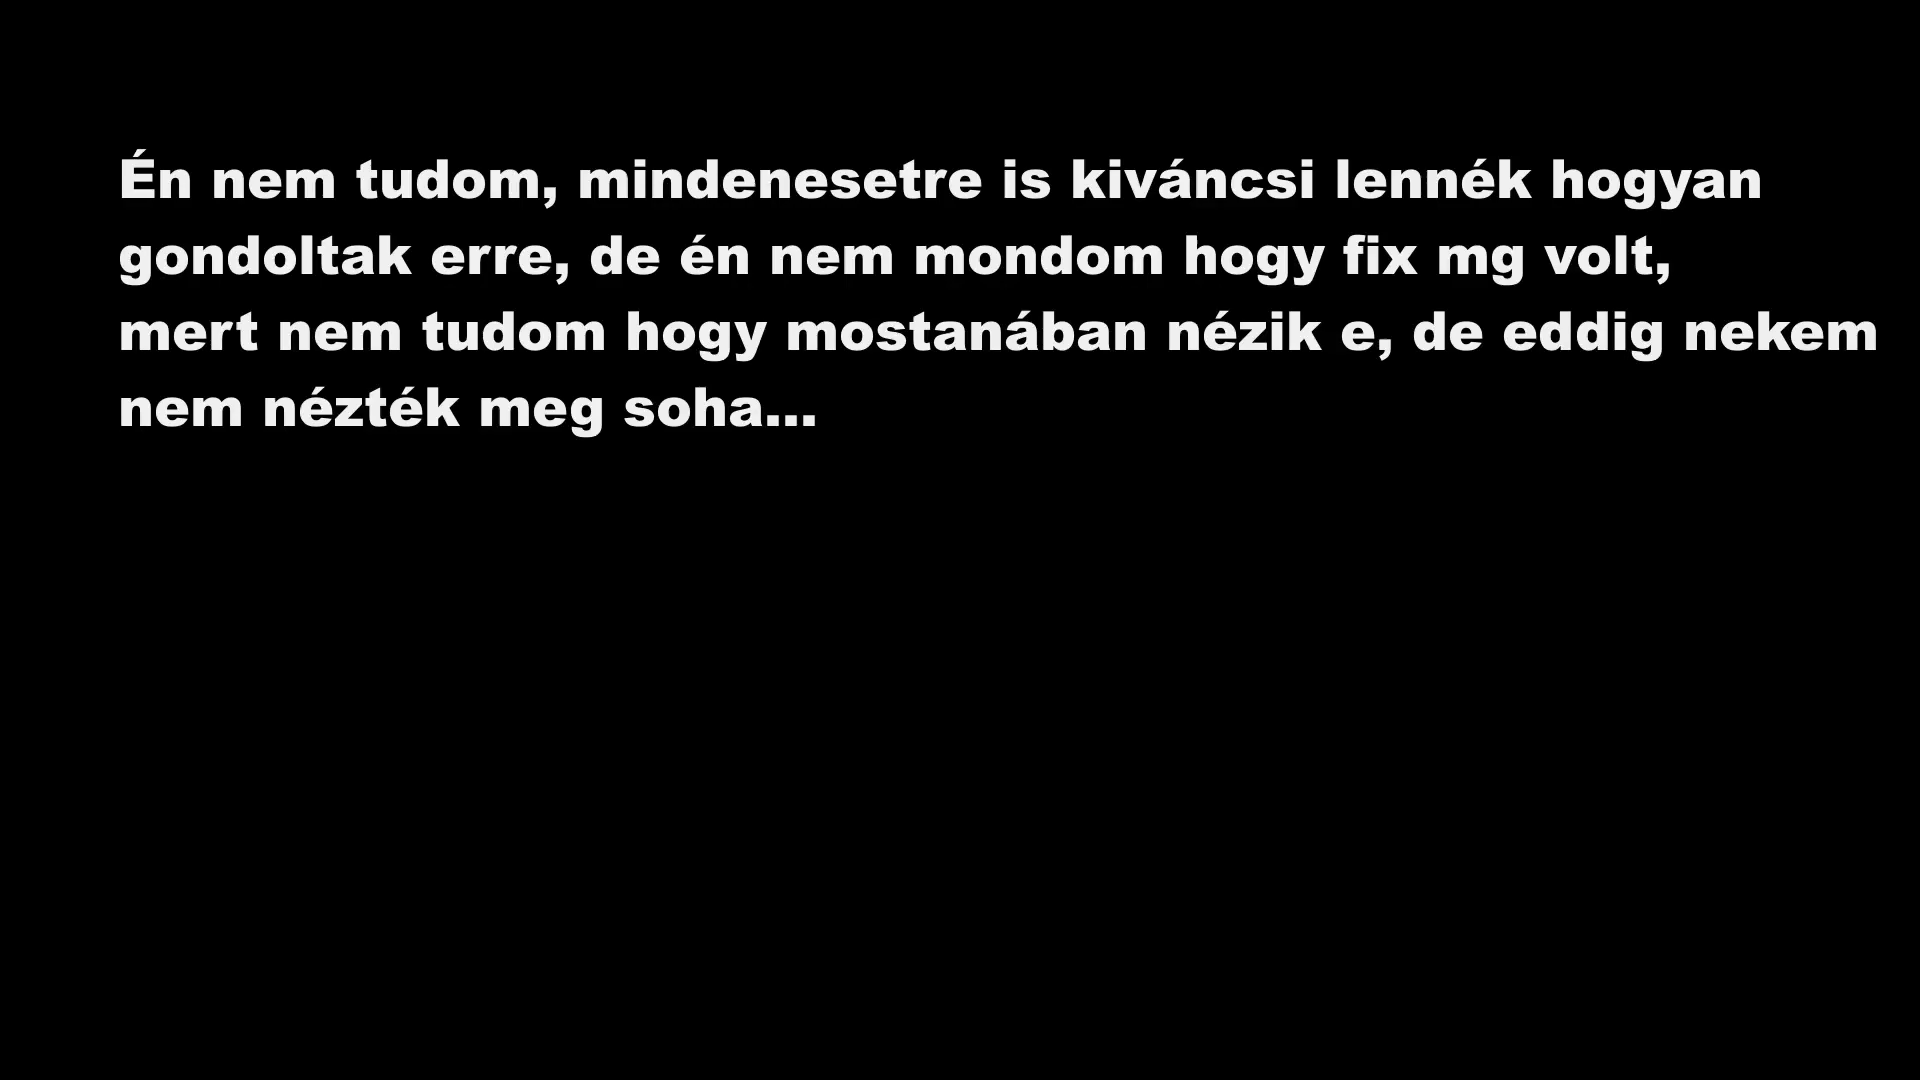 Én nem tudom, mindenesetre is kiváncsi lennék hogyan
gondoltak erre, de én nem mondom hogy fix mg volt,
mert nem tudom hogy mostanában nézik e, de eddig nekem
nem nézték meg soha...